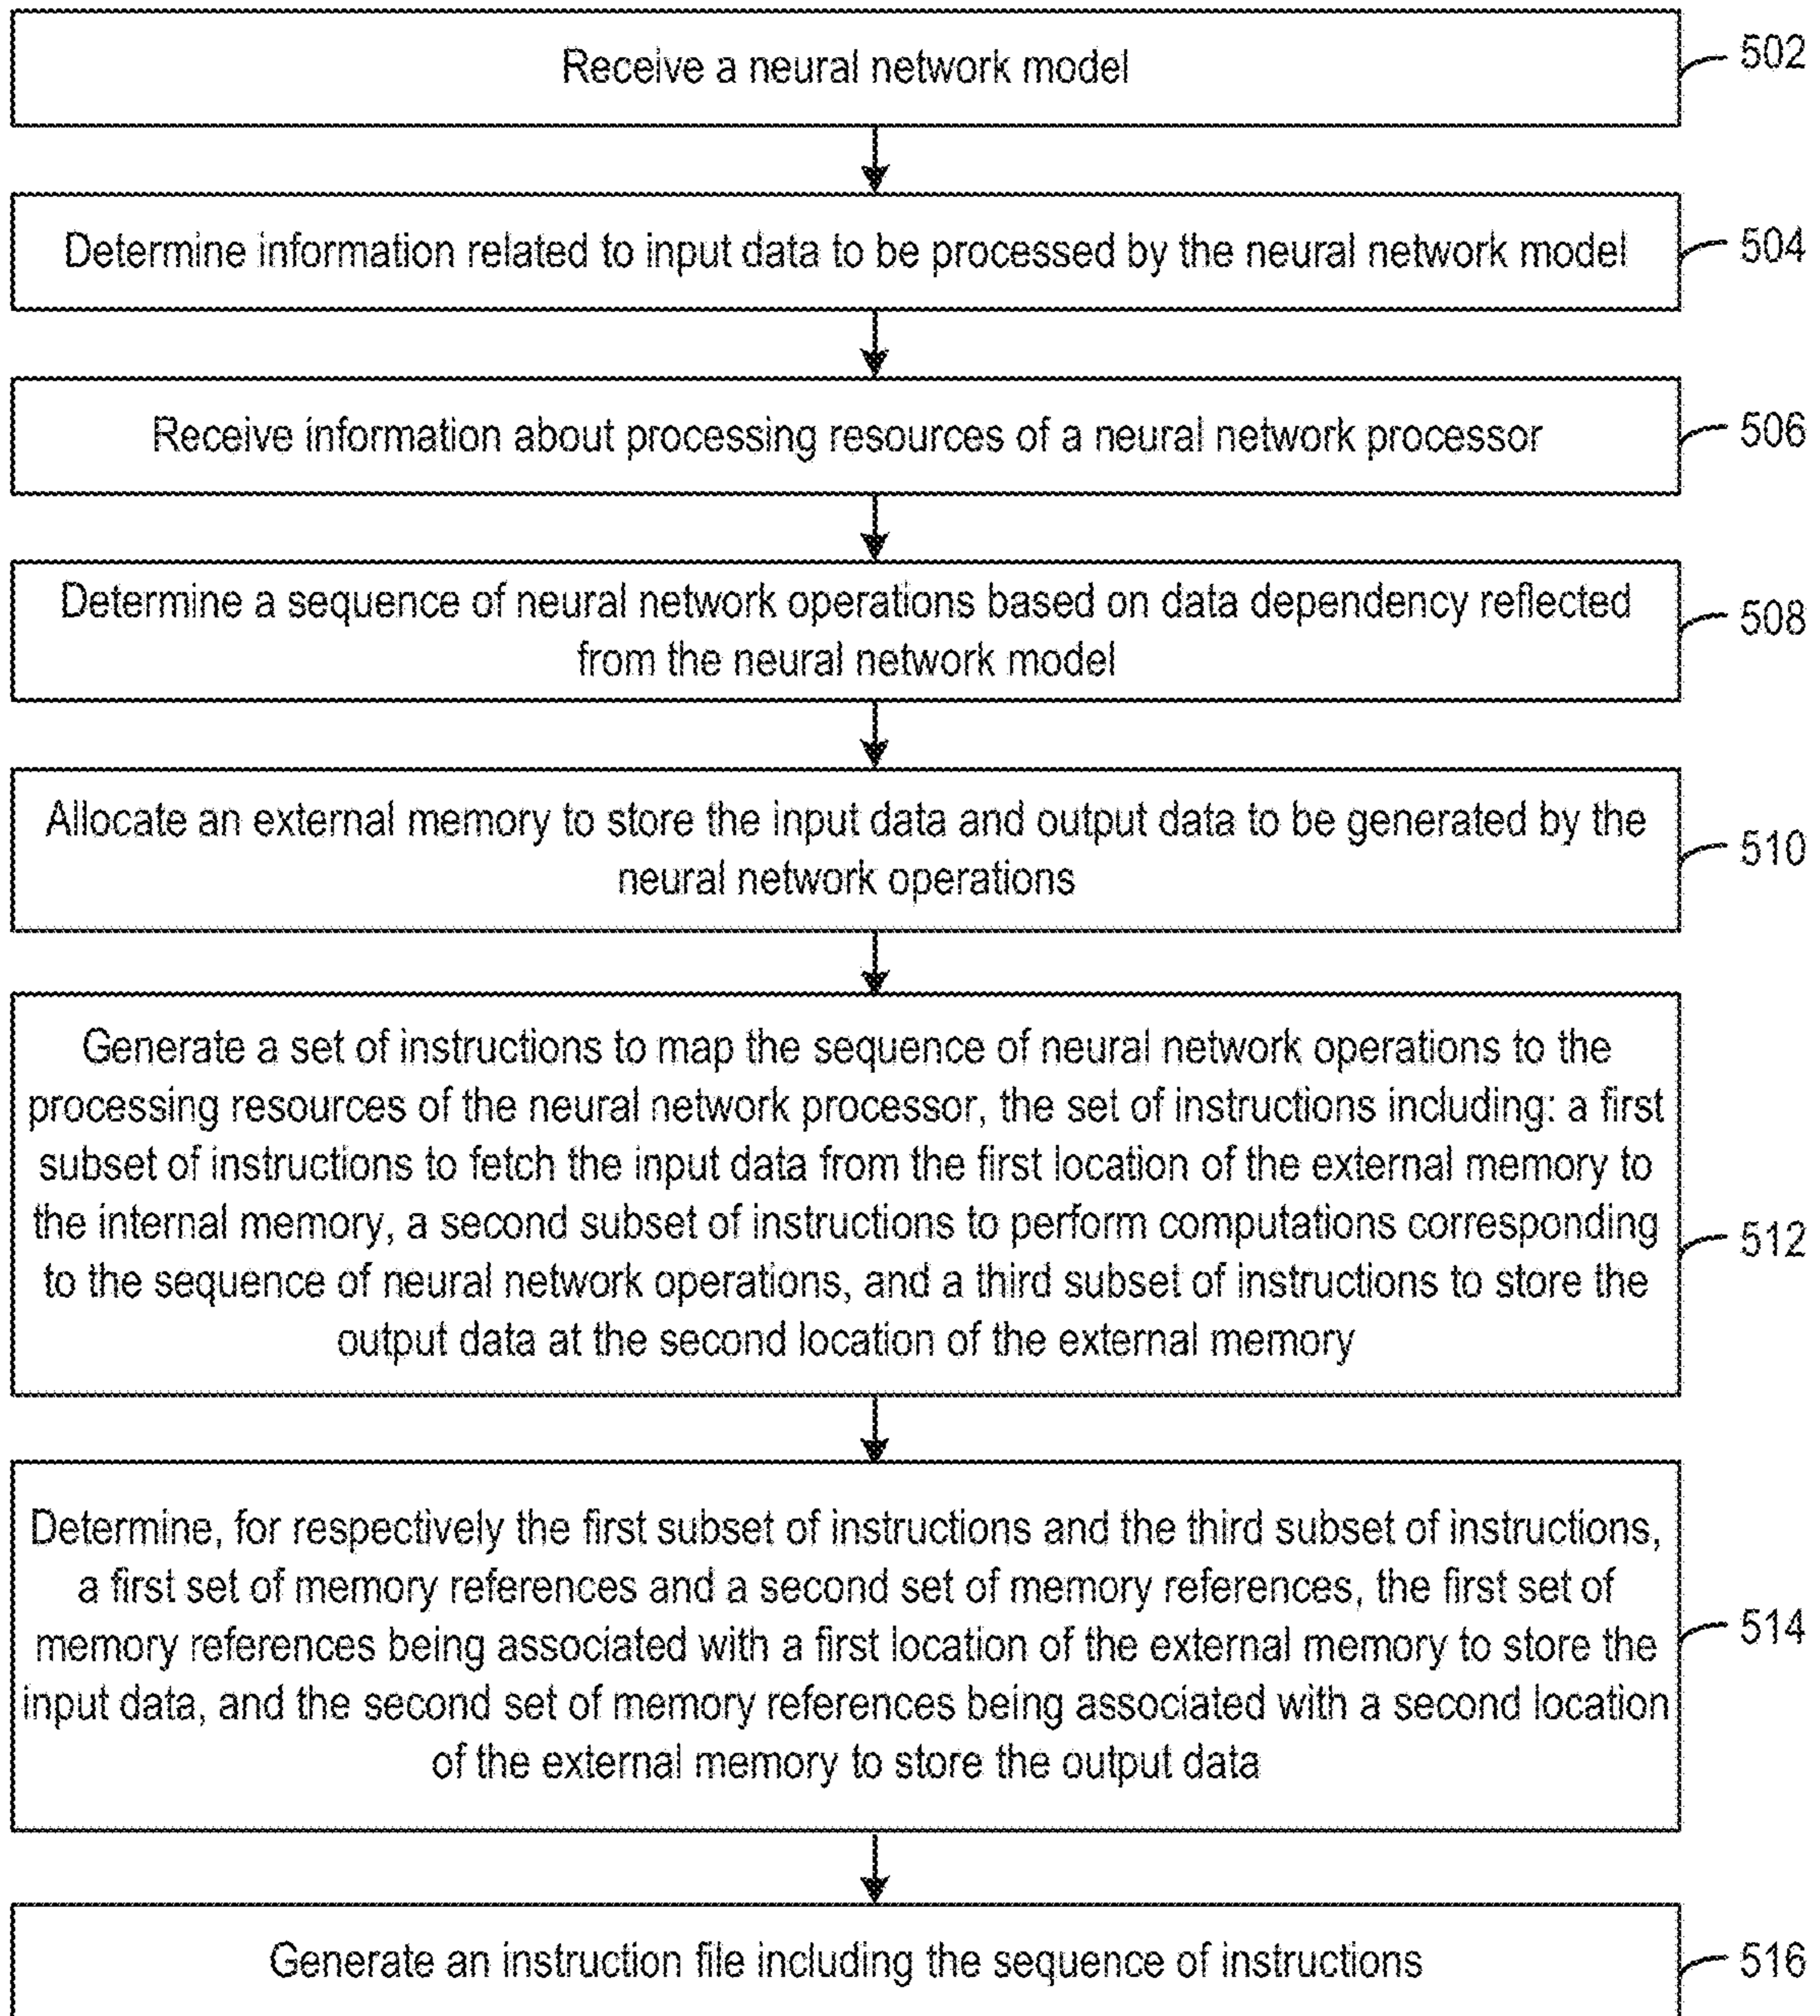 Receive a neural network model
502
Determine information related to input data to be processed by the neural network model
504
Receive information about processing resources of a neural network processor
506
Determine a sequence of neural network operations based on data dependency reflected
from the neural network model
508
Allocate an external memory to store the input data and output data to be generated by the
neural network operations
510
Generate a set of instructions to map the sequence of neural network operations to the
processing resources of the neural network processor, the set of instructions including: a first
subset of instructions to fetch the input data from the first location of the external memory to
the internal memory, a second subset of instructions to perform computations corresponding
to the sequence of neural network operations, and a third subset of instructions to store the
output data at the second location of the external memory
512
Determine, for respectively the first subset of instructions and the third subset of instructions,
a first set of memory references and a second set of memory references, the first set of
memory references being associated with a first location of the external memory to store the
input data, and the second set of memory references being associated with a second location
of the external memory to store the output data
514
Generate an instruction file including the sequence of instructions
516